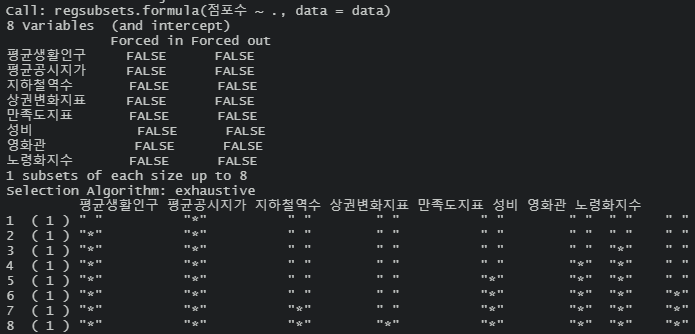 Call: regsubsets.formula(점포수 ~ ., data = data)
8 Variables  (and intercept)
             Forced in Forced out
평균생활인구     FALSE      FALSE
평균공시지가     FALSE      FALSE
지하철역수       FALSE      FALSE
상권변화지표     FALSE      FALSE
만족도지표       FALSE      FALSE
성비             FALSE      FALSE
영화관           FALSE      FALSE
노령화지수       FALSE      FALSE
1 subsets of each size up to 8
Selection Algorithm: exhaustive
         평균생활인구 평균공시지가 지하철역수 상권변화지표 만족도지표 성비 영화관 노령화지수
1  ( 1 ) " " "*" " " " " " " " " " " " "
2  ( 1 ) "*" "*" " " " " " " " " " " " "
3  ( 1 ) "*" "*" " " " " " " " " "*" " "
4  ( 1 ) "*" "*" " " " " " " "*" "*" " "
5  ( 1 ) "*" "*" " " " " "*" "*" "*" " "
6  ( 1 ) "*" "*" " " " " "*" "*" "*" "*"
7  ( 1 ) "*" "*" "*" " " "*" "*" "*" "*"
8  ( 1 ) "*" "*" "*" "*" "*" "*" "*" "*"